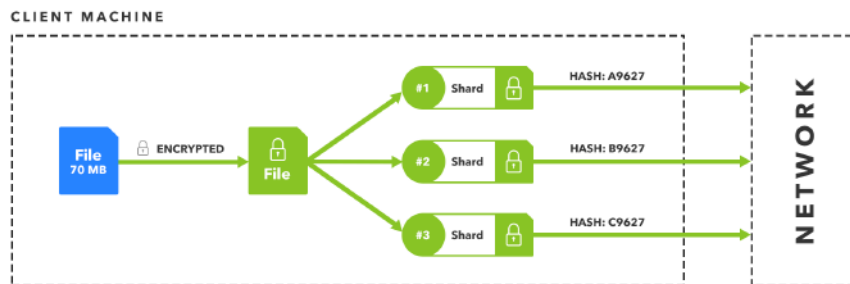 CLIENT MACHINE
#1 Shard
HASH: A9627
File
70 MB
ENCRYPTED
File
#2 Shard
HASH: B9627
#3 Shard
HASH: C9627
NETWORK